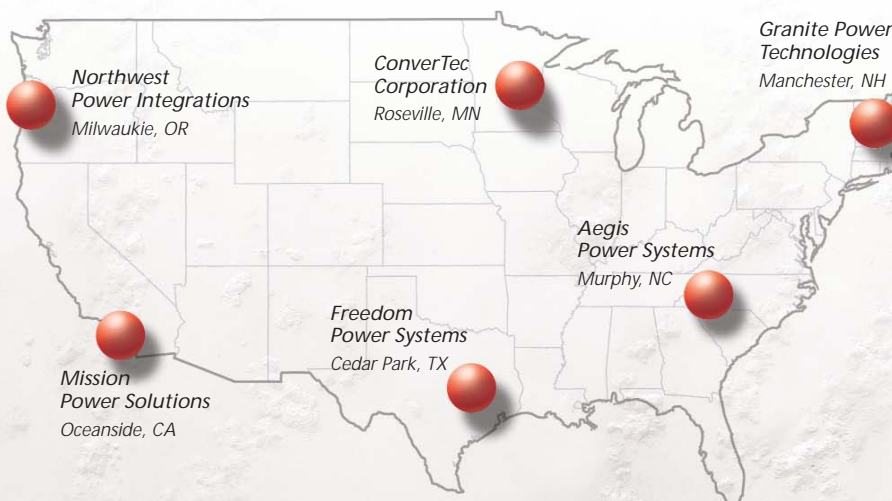 Northwest
Power Integrations
Milwaukie, OR
ConverTec
Corporation
Roseville, MN
Granite Power
Technologies
Manchester, NH
Aegis
Power Systems
Murphy, NC
Freedom
Power Systems
Cedar Park, TX
Mission
Power Solutions
Oceanside, CA